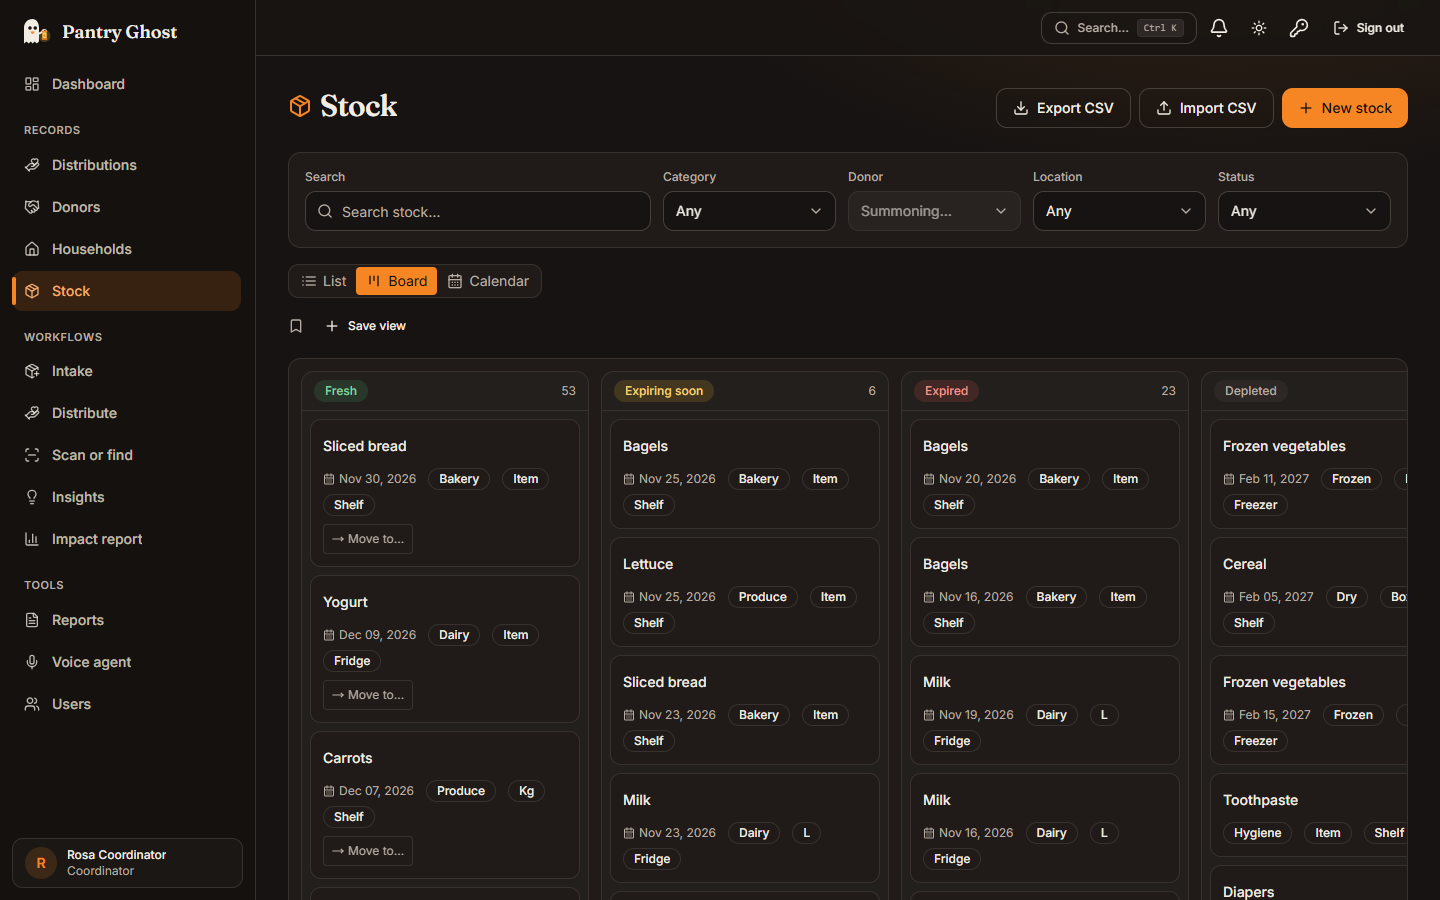 Pantry Ghost
Search... Ctrl K
Sign out
Dashboard
RECORDS
Distributions
Donors
Households
Stock
WORKFLOWS
Intake
Distribute
Scan or find
Insights
Impact report
TOOLS
Reports
Voice agent
Users
R
Rosa Coordinator
Coordinator
Stock
Export CSV
Import CSV
New stock
Search
Search stock...
Category
Any
Donor
Summoning...
Location
Any
Status
Any
List
Board
Calendar
Save view
Fresh 53
Sliced bread
Nov 30, 2026 Bakery Item
Shelf
→ Move to...
Yogurt
Dec 09, 2026 Dairy Item
Fridge
→ Move to...
Carrots
Dec 07, 2026 Produce Kg
Shelf
→ Move to...
Expiring soon 6
Bagels
Nov 25, 2026 Bakery Item
Shelf
Lettuce
Nov 25, 2026 Produce Item
Shelf
Sliced bread
Nov 23, 2026 Bakery Item
Shelf
Milk
Nov 23, 2026 Dairy L
Fridge
Expired 23
Bagels
Nov 20, 2026 Bakery Item
Shelf
Bagels
Nov 16, 2026 Bakery Item
Shelf
Milk
Nov 19, 2026 Dairy L
Fridge
Milk
Nov 16, 2026 Dairy L
Fridge
Depleted
Frozen vegetables
Feb 11, 2027 Frozen
Freezer
Cereal
Feb 05, 2027 Dry
Shelf
Frozen vegetables
Feb 15, 2027 Frozen
Freezer
Toothpaste
Hygiene Item Shelf
Diapers